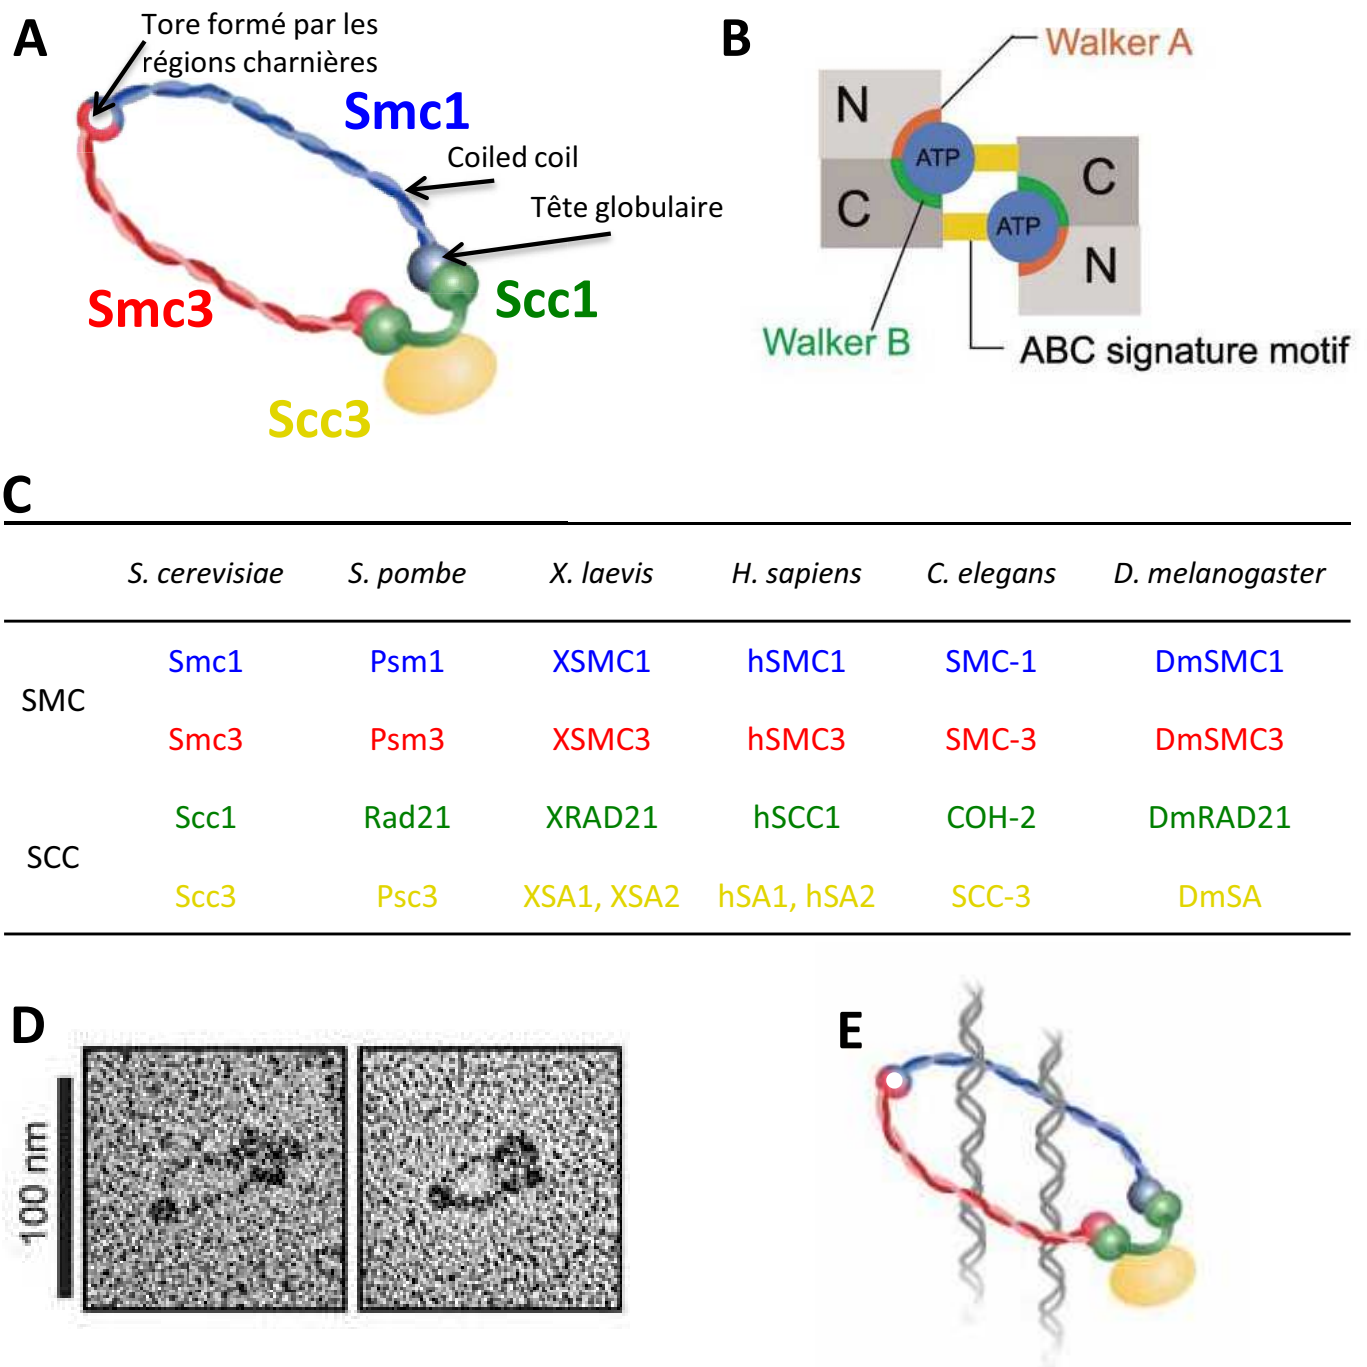 A
Tore formé par les
régions charnières
Smc1
Coiled coil
Tête globulaire
Smc3
Scc1
Scc3
B
Walker A
N
ATP
C
C
ATP
N
Walker B
ABC signature motif
C
S. cerevisiae S. pombe X. laevis H. sapiens C. elegans D. melanogaster
Smc1 Psm1 XSMC1 hSMC1 SMC-1 DmSMC1
SMC
Smc3 Psm3 XSMC3 hSMC3 SMC-3 DmSMC3
Scc1 Rad21 XRAD21 hSCC1 COH-2 DmRAD21
SCC
Scc3 Psc3 XSA1, XSA2 hSA1, hSA2 SCC-3 DmSA
D
100 nm
E